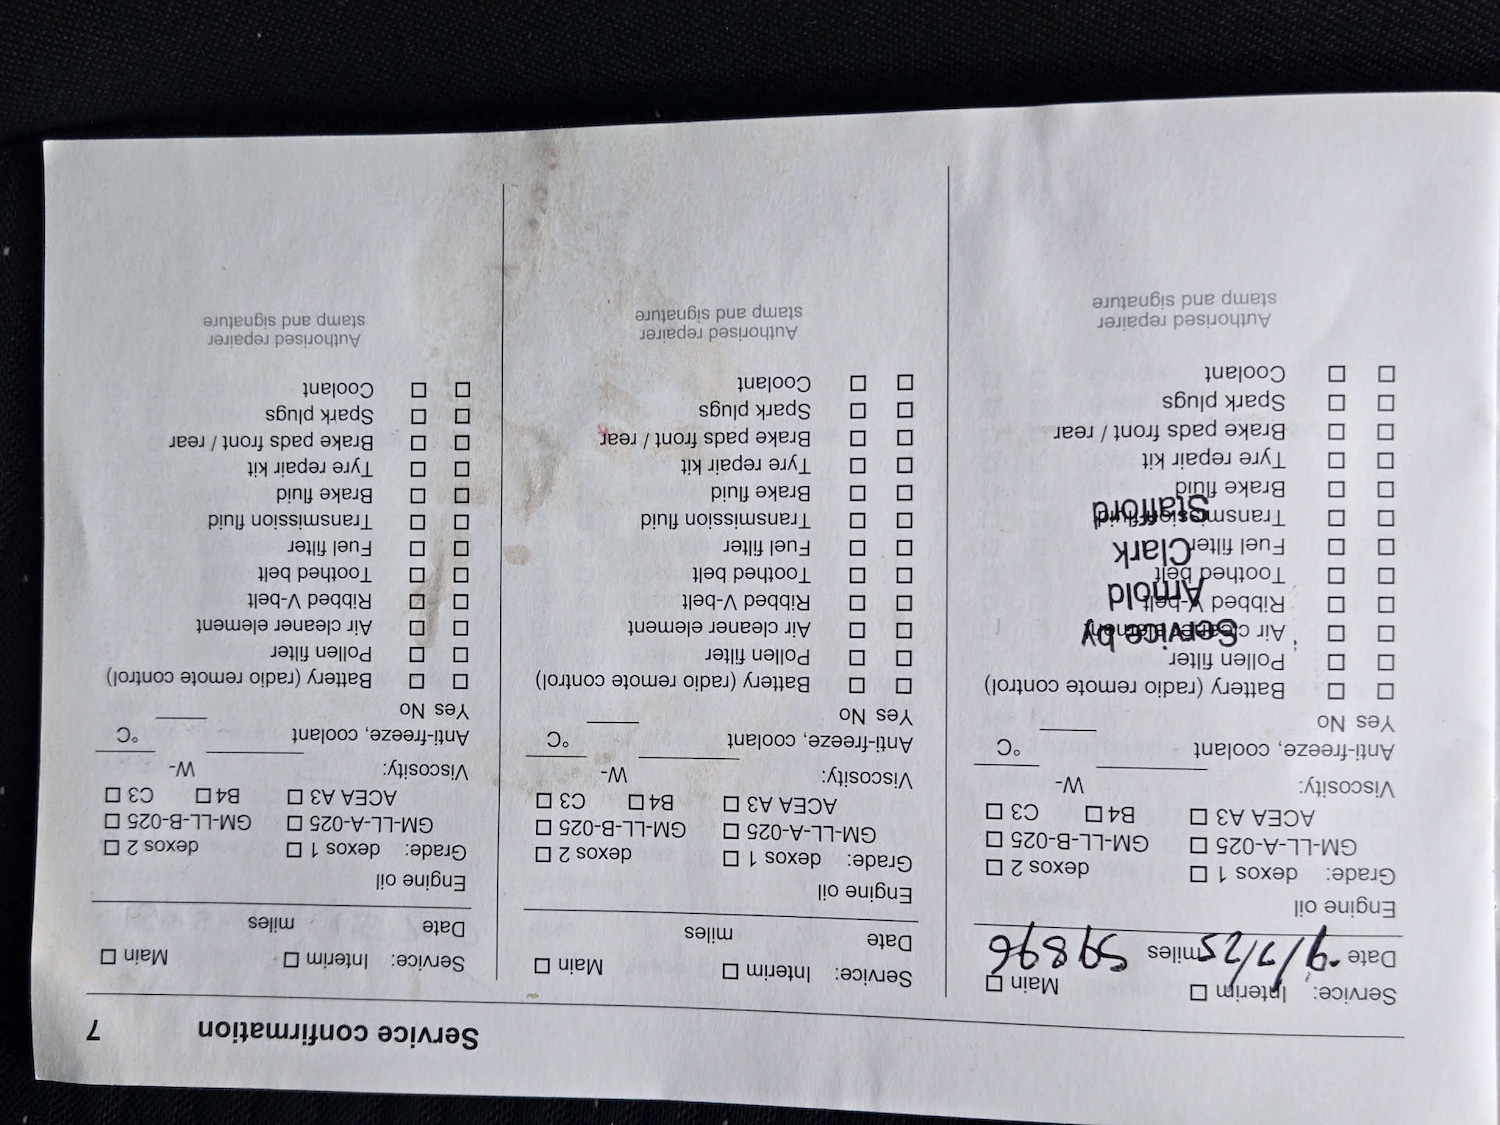 Service confirmation 7
Service: Interim Main
Date 9/7/25 miles 59896
Engine oil
Grade: dexos 1 dexos 2
GM-LL-A-025 GM-LL-B-025
ACEA A3 B4 C3
Viscosity: W-
Anti-freeze, coolant °C
Yes No
Battery (radio remote control)
Pollen filter
Air cleaner element
Service by
Ribbed V-belt
Arnold
Toothed belt
Fuel filter
Clark
Transmission fluid
Stafford
Brake fluid
Tyre repair kit
Brake pads front / rear
Spark plugs
Coolant
Authorised repairer
stamp and signature
Service: Interim Main
Date miles
Engine oil
Grade: dexos 1 dexos 2
GM-LL-A-025 GM-LL-B-025
ACEA A3 B4 C3
Viscosity: W-
Anti-freeze, coolant °C
Yes No
Battery (radio remote control)
Pollen filter
Air cleaner element
Ribbed V-belt
Toothed belt
Fuel filter
Transmission fluid
Brake fluid
Tyre repair kit
Brake pads front / rear
Spark plugs
Coolant
Authorised repairer
stamp and signature
Service: Interim Main
Date miles
Engine oil
Grade: dexos 1 dexos 2
GM-LL-A-025 GM-LL-B-025
ACEA A3 B4 C3
Viscosity: W-
Anti-freeze, coolant °C
Yes No
Battery (radio remote control)
Pollen filter
Air cleaner element
Ribbed V-belt
Toothed belt
Fuel filter
Transmission fluid
Brake fluid
Tyre repair kit
Brake pads front / rear
Spark plugs
Coolant
Authorised repairer
stamp and signature